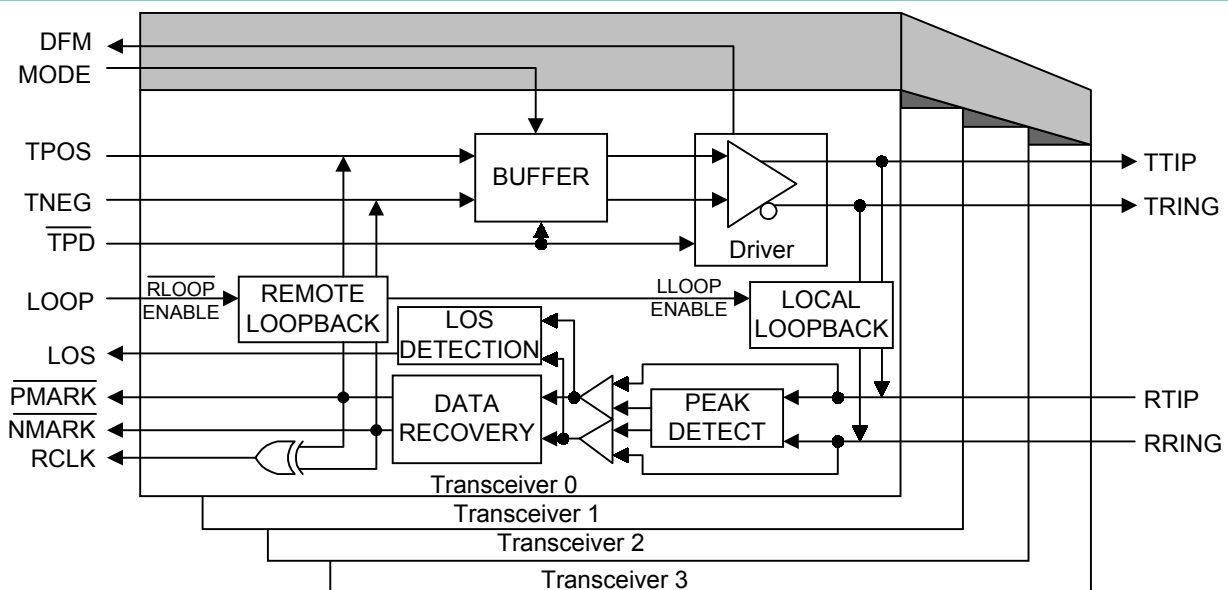 DFM
MODE
TPOS
TNEG
TPD
LOOP
LOS
PMARK
NMARK
RCLK
BUFFER
Driver
TTIP
TRING
RLOOP
ENABLE
REMOTE
LOOPBACK
LLOOP
ENABLE
LOCAL
LOOPBACK
LOS
DETECTION
DATA
RECOVERY
PEAK
DETECT
RTIP
RRING
Transceiver 0
Transceiver 1
Transceiver 2
Transceiver 3